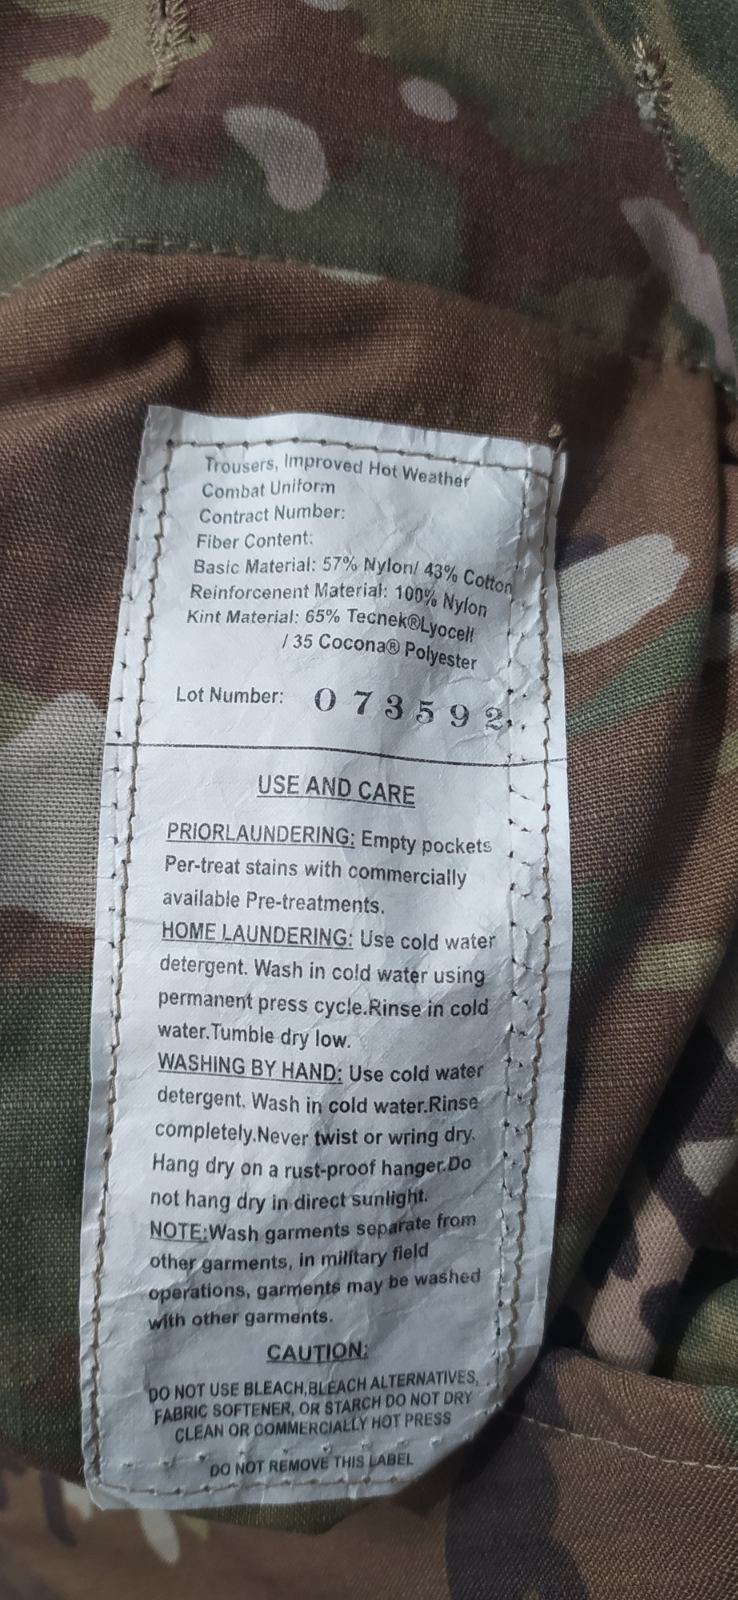 Trousers, Improved Hot Weather
Combat Uniform
Contract Number:
Fiber Content:
Basic Material: 57% Nylon/ 43% Cotton
Reinforcenent Material: 100% Nylon
Kint Material: 65% Tecnek®Lyocell
/ 35 Cocona® Polyester
Lot Number: 073592
USE AND CARE
PRIORLAUNDERING: Empty pockets
Per-treat stains with commercially
available Pre-treatments.
HOME LAUNDERING: Use cold water
detergent. Wash in cold water using
permanent press cycle.Rinse in cold
water.Tumble dry low.
WASHING BY HAND: Use cold water
detergent. Wash in cold water.Rinse
completely.Never twist or wring dry.
Hang dry on a rust-proof hanger.Do
not hang dry in direct sunlight.
NOTE:Wash garments separate from
other garments, in military field
operations, garments may be washed
with other garments.
CAUTION:
DO NOT USE BLEACH,BLEACH ALTERNATIVES,
FABRIC SOFTENER, OR STARCH DO NOT DRY
CLEAN OR COMMERCIALLY HOT PRESS
DO NOT REMOVE THIS LABEL